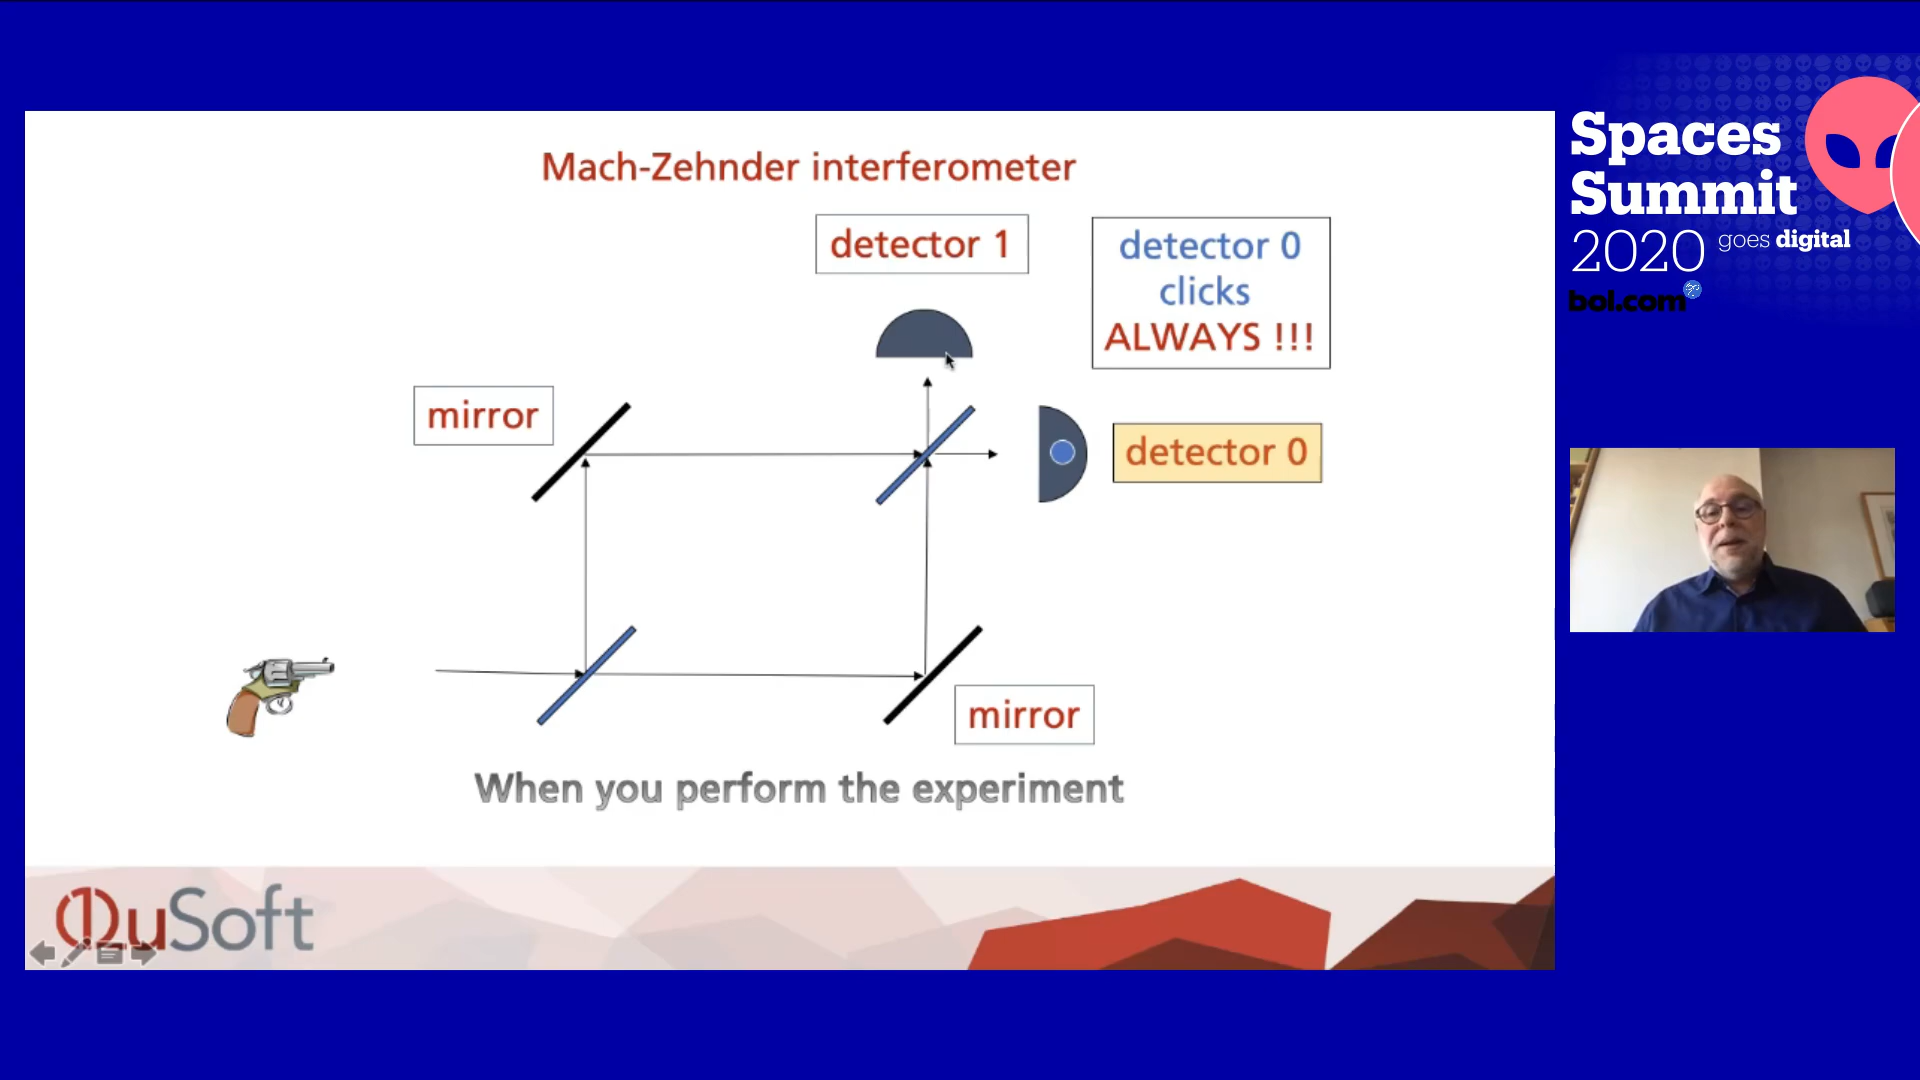 Mach-Zehnder interferometer
detector 1
detector 0
clicks
ALWAYS !!!
mirror
detector 0
mirror
When you perform the experiment
QuSoft
Spaces
Summit
2020 goes digital
bol.com